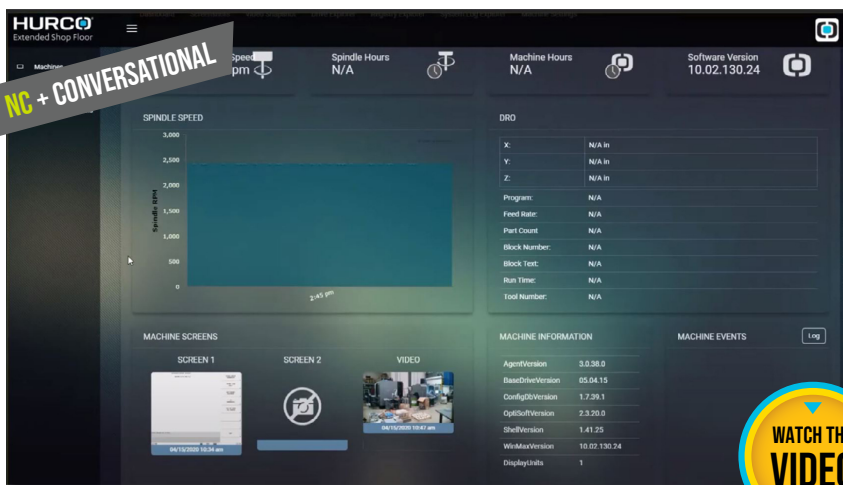 HURCO
Extended Shop Floor
Machines
NC + CONVERSATIONAL
Speed
Spindle Hours
N/A
Machine Hours
N/A
Software Version
10.02.130.24
SPINDLE SPEED
3,000
2,500
2,000
1,500
1,000
500
0
Spindle RPM
2:45 pm
DRO
X: N/A in
Y: N/A in
Z: N/A in
Program: N/A
Feed Rate: N/A
Part Count N/A
Block Number: N/A
Block Text: N/A
Run Time: N/A
Tool Number: N/A
MACHINE SCREENS
SCREEN 1
SCREEN 2
VIDEO
04/15/2020 10:34 am
04/15/2020 10:47 am
MACHINE INFORMATION
AgentVersion 3.0.38.0
BaseDriveVersion 05.04.15
ConfigDbVersion 1.7.39.1
OptiSoftVersion 2.3.20.0
ShellVersion 1.41.25
WinMaxVersion 10.02.130.24
DisplayUnits 1
MACHINE EVENTS
Log
WATCH TH
VIDEO